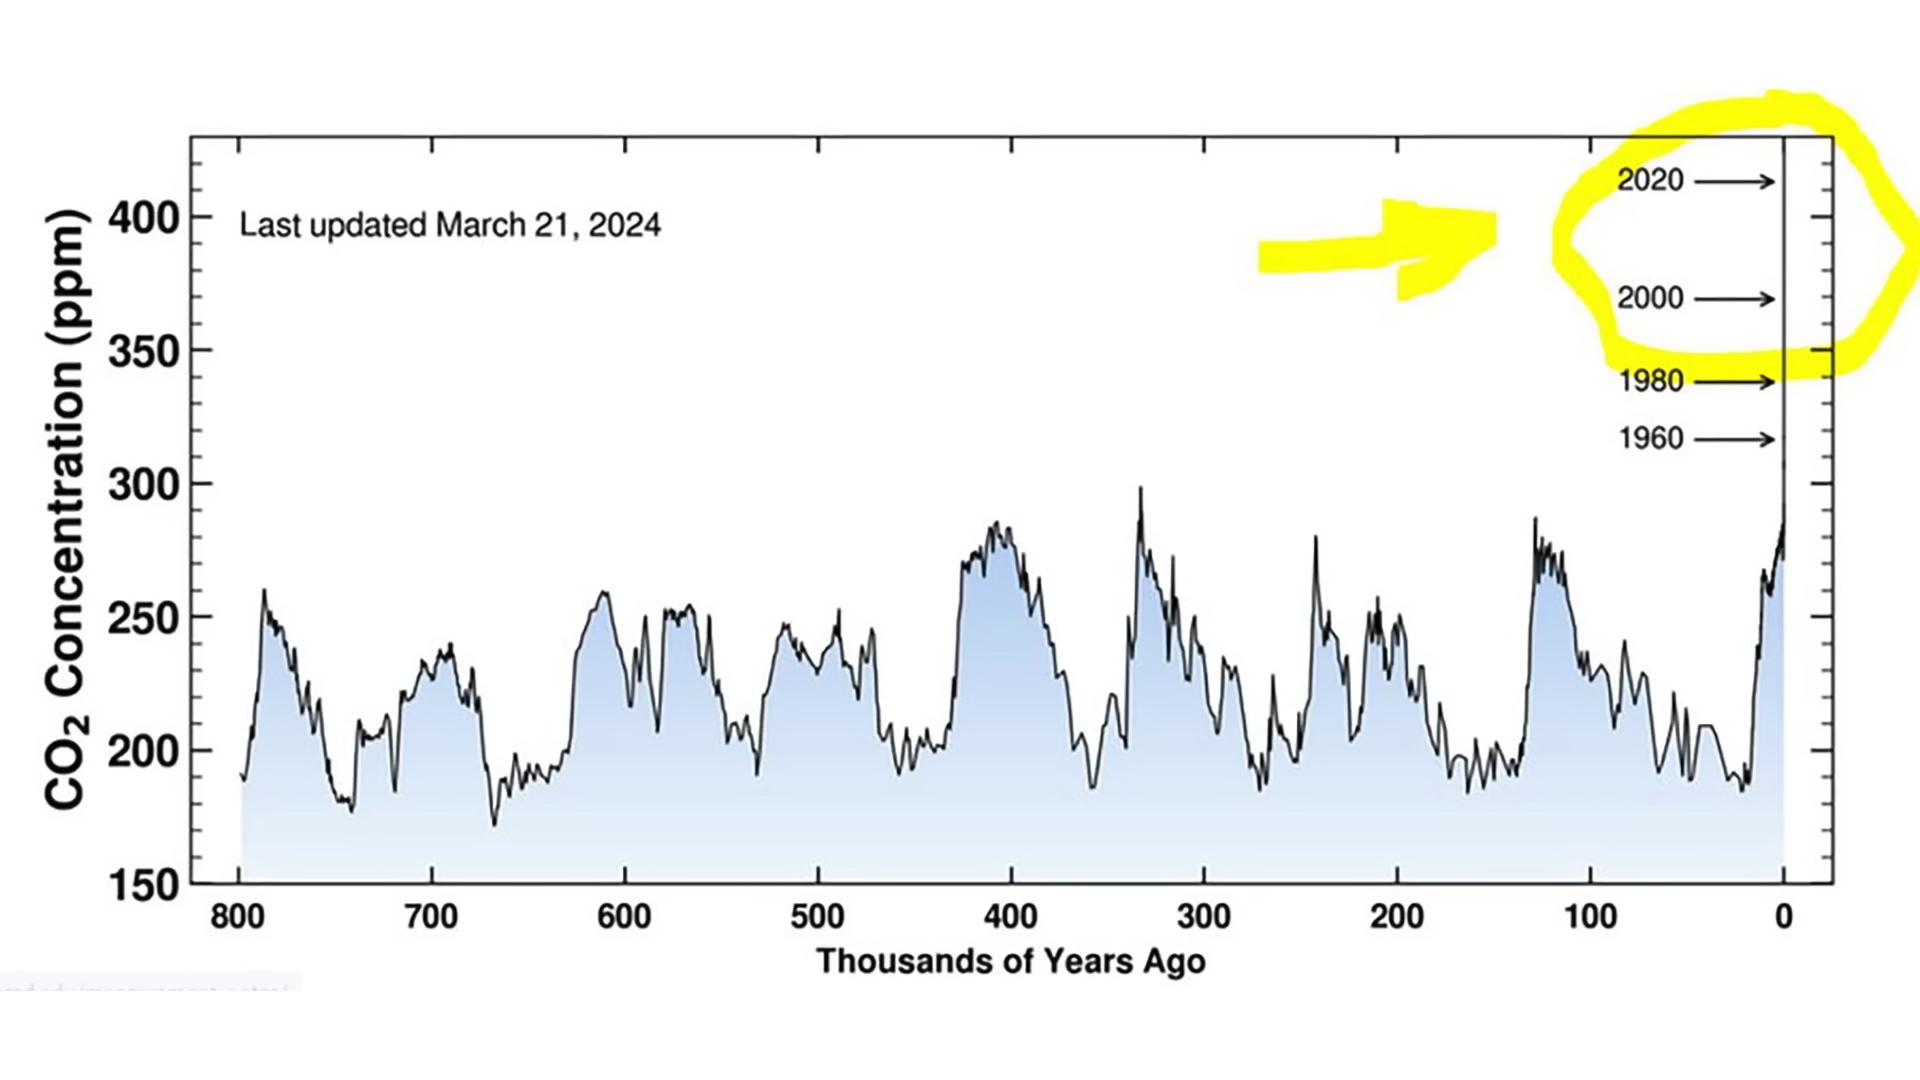 Last updated March 21, 2024
2020
2000
1980
1960
400
350
300
250
200
150
CO₂ Concentration (ppm)
800 700 600 500 400 300 200 100 0
Thousands of Years Ago